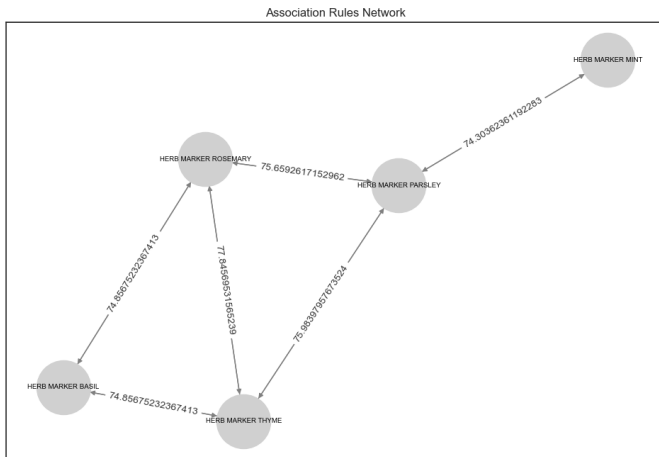 Association Rules Network
HERB MARKER MINT
74.30362361192283
HERB MARKER ROSEMARY
75.6592617152962
HERB MARKER PARSLEY
74.85675232367413
77.84569531565239
75.98397957673524
HERB MARKER BASIL
74.85675232367413
HERB MARKER THYME